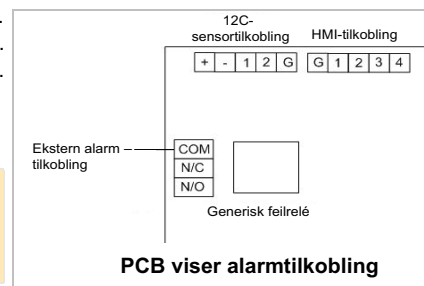 12C-
sensortilkobling
HMI-tilkobling
+ - 1 2 G
G 1 2 3 4
Ekstern alarm
tilkobling
COM
N/C
N/O
Generisk feilrelé
PCB viser alarmtilkobling